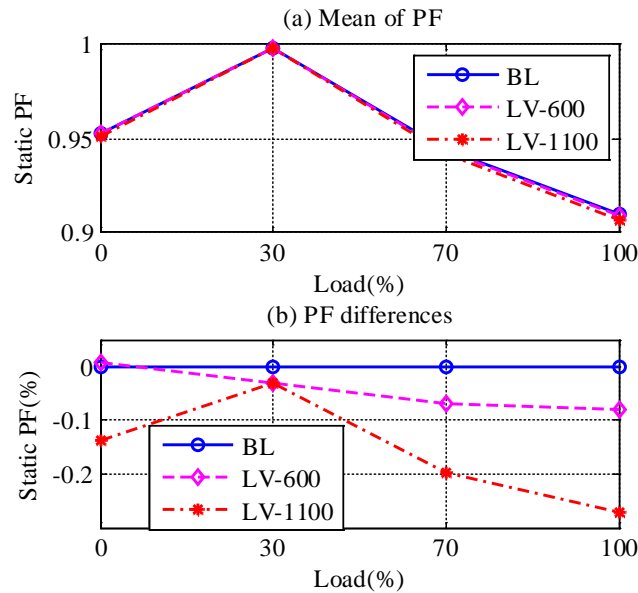 (a) Mean of PF
1
0.95
0.9
Static PF
BL
LV-600
LV-1100
0 30 70 100
Load(%)
(b) PF differences
0
-0.1
-0.2
Static PF(%)
BL
LV-600
LV-1100
0 30 70 100
Load(%)